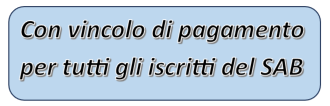 Con vincolo di pagamento
per tutti gli iscritti del SAB